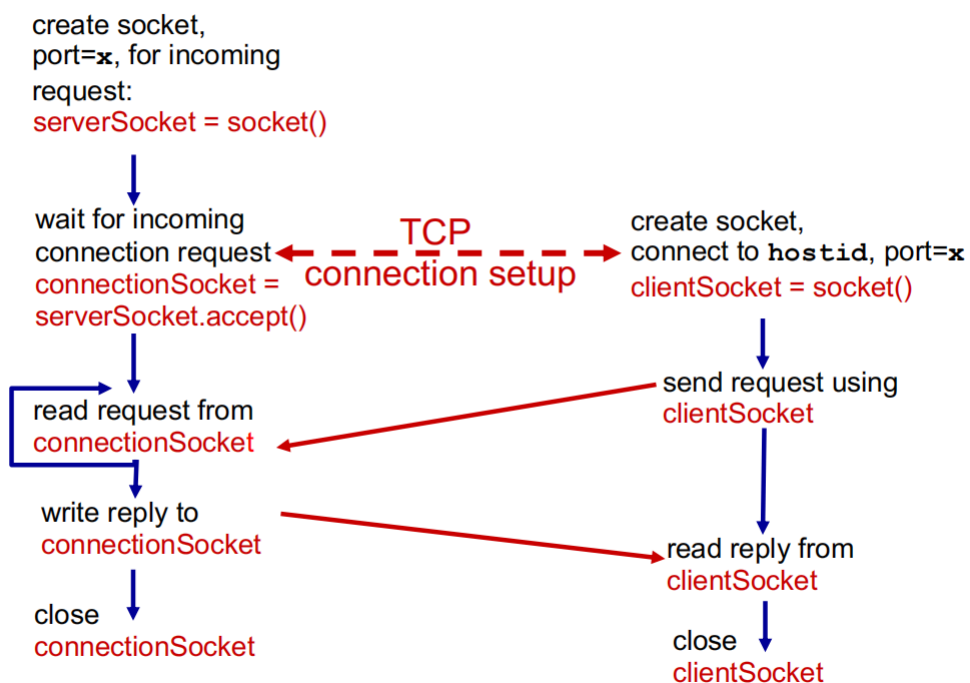 create socket,
port=x, for incoming
request:
serverSocket = socket()
wait for incoming
connection request
connectionSocket =
serverSocket.accept()
TCP
connection setup
create socket,
connect to hostid, port=x
clientSocket = socket()
read request from
connectionSocket
send request using
clientSocket
write reply to
connectionSocket
read reply from
clientSocket
close
connectionSocket
close
clientSocket